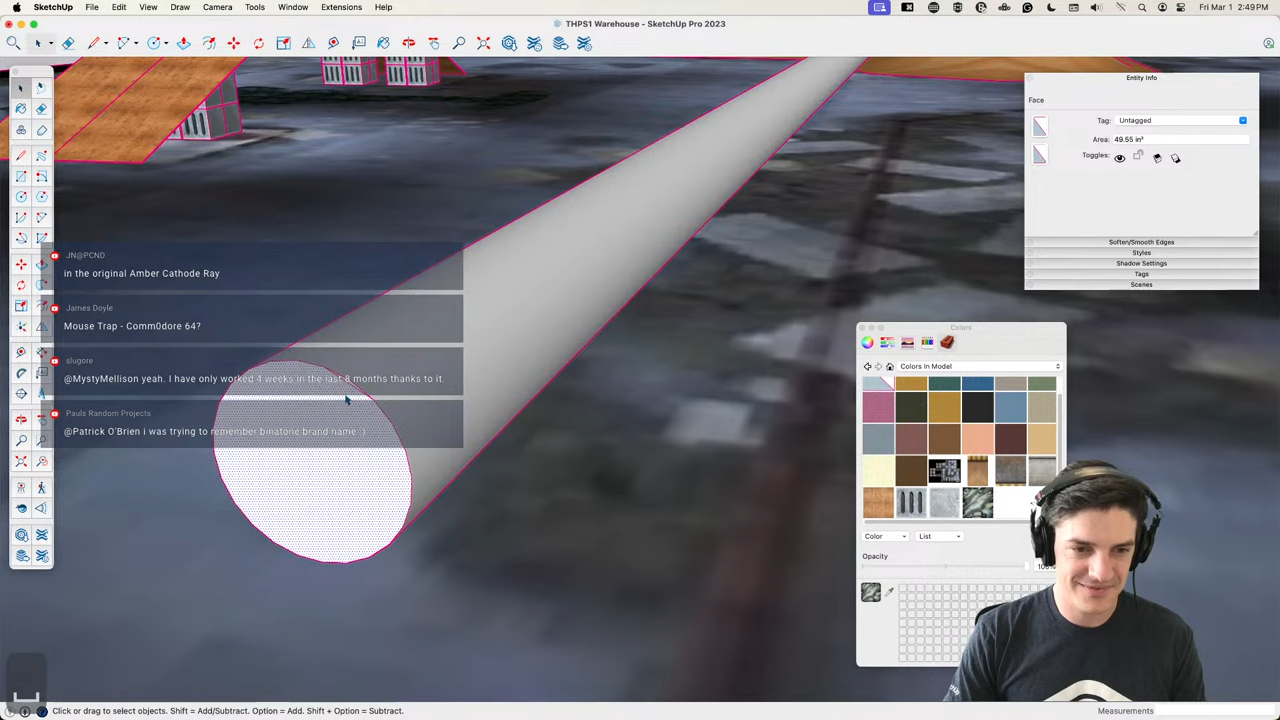 SketchUp File Edit View Draw Camera Tools Window Extensions Help
Fri Mar 1 2:49 PM
THPS1 Warehouse - SketchUp Pro 2023
Entity Info
Face
Tag: Untagged
Area: 49.55 in²
Toggles:
Soften/Smooth Edges
Styles
Shadow Settings
Tags
Scenes
JN@PCND
in the original Amber Cathode Ray
James Doyle
Mouse Trap - Comm0dore 64?
slugore
@MystyMellison yeah. I have only worked 4 the last 8 months thanks to it.
Pauls Random Projects
@Patrick O'Brien i was trying to remember binatone brand name :)
Colors
Colors In Model
Color
List
Opacity
Click or drag to select objects. Shift = Add/Subtract. Option = Add. Shift + Option = Subtract.
Measurements